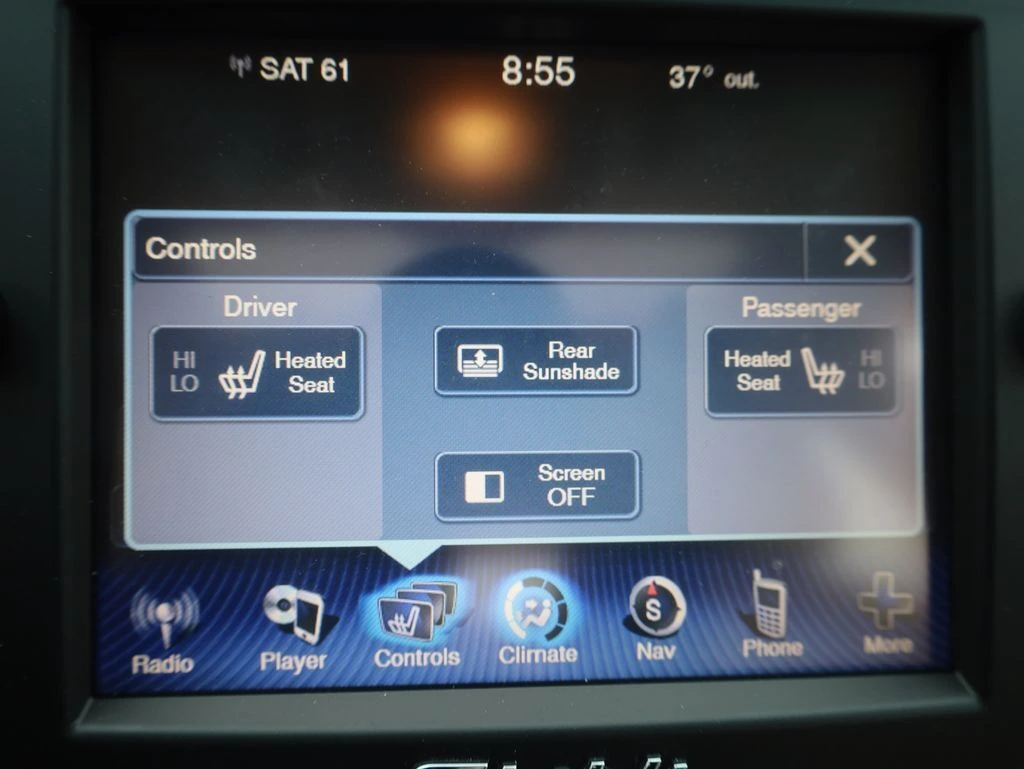 SAT 61 8:55 37° out.
Controls
Driver
Passenger
HI
LO
Heated
Seat
Rear
Sunshade
Heated
Seat
HI
LO
Screen
OFF
S
Radio Player Controls Climate Nav Phone More